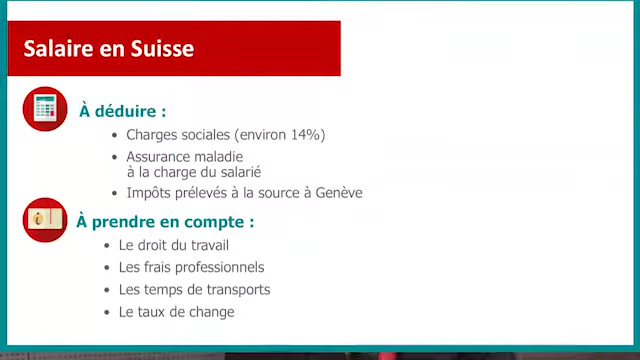 Salaire en Suisse
À déduire :
• Charges sociales (environ 14%)
• Assurance maladie
à la charge du salarié
• Impôts prélevés à la source à Genève
À prendre en compte :
• Le droit du travail
• Les frais professionnels
• Les temps de transports
• Le taux de change